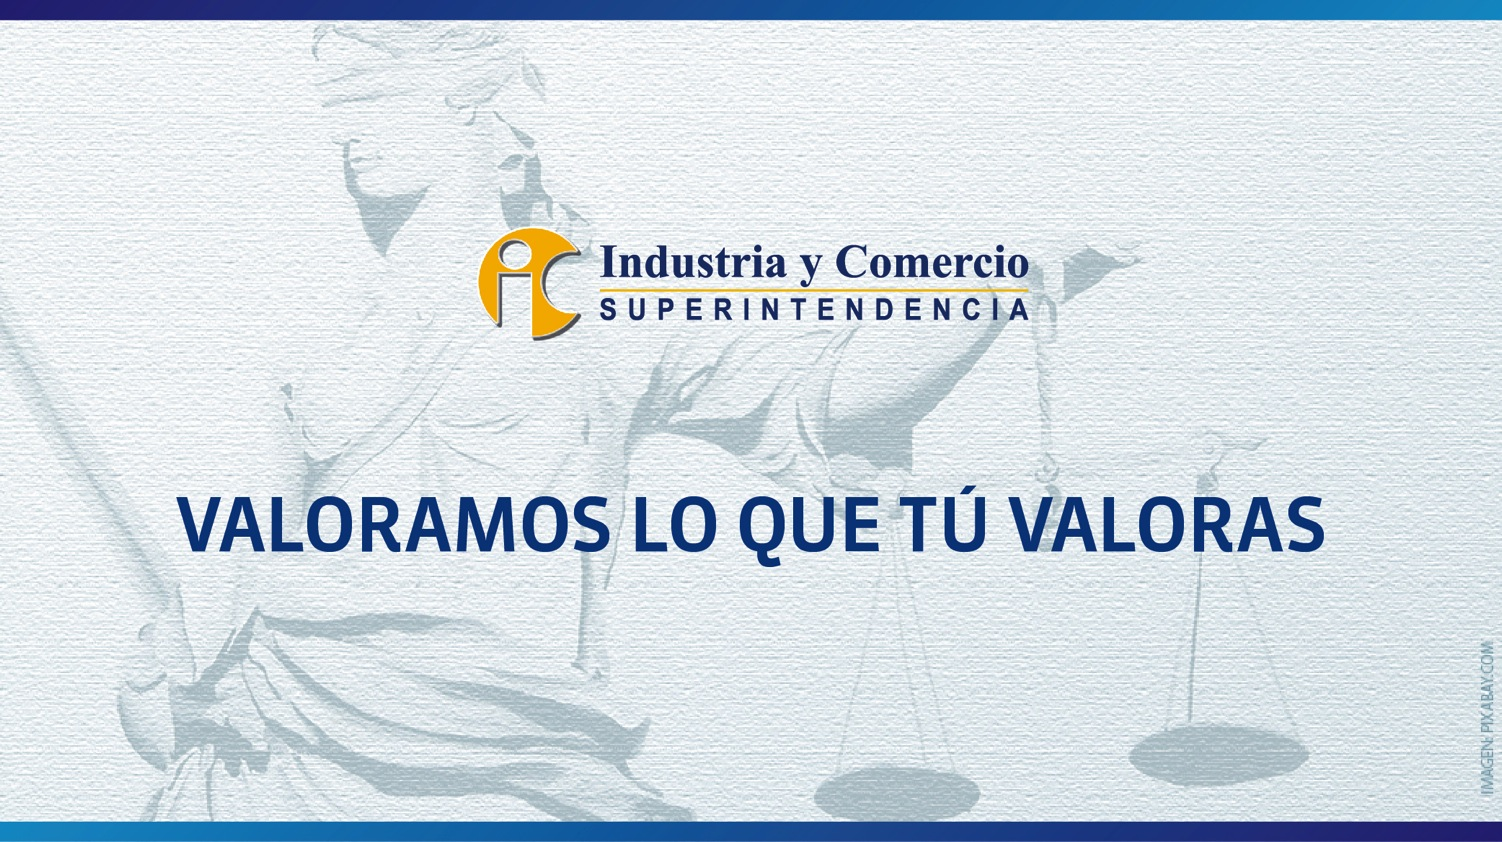 Industria y Comercio
SUPERINTENDENCIA
VALORAMOS LO QUE TÚ VALORAS
IMAGEN: PIXABAY.COM